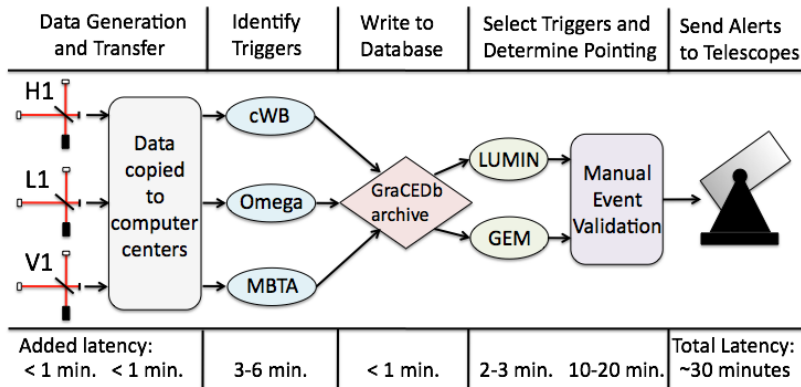 Data Generation
and Transfer
Identify
Triggers
Write to
Database
Select Triggers and
Determine Pointing
Send Alerts
to Telescopes
H1
L1
V1
Data
copied
to
computer
centers
cWB
Omega
MBTA
GraCEDb
archive
LUMIN
GEM
Manual
Event
Validation
Added latency:
< 1 min. < 1 min.
3-6 min.
< 1 min.
2-3 min. 10-20 min.
Total Latency:
~30 minutes